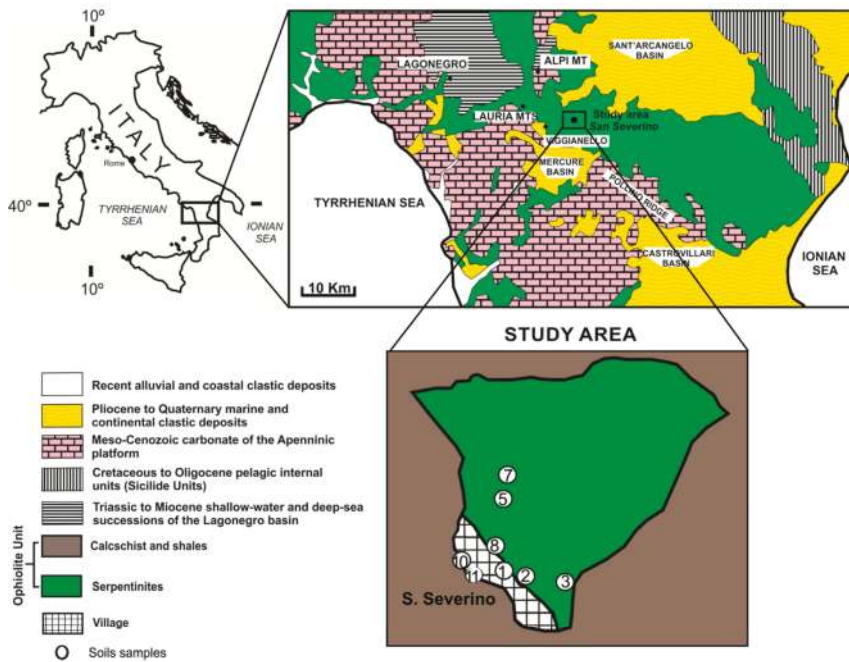 10º
ITALY
Rome
40º
TYRRHENIAN
SEA
IONIAN
SEA
10º
SANT'ARCANGELO
BASIN
LAGONEGRO
ALPI MT
LAURIA MTS
Study area
San Severino
VIGGIANELLO
MERCURE
BASIN
POLLINO RIDGE
TYRRHENIAN SEA
CASTROVILLARI
BASIN
IONIAN
SEA
10 Km
STUDY AREA
7
5
8
10
11
1
2
3
S. Severino
Recent alluvial and coastal clastic deposits
Pliocene to Quaternary marine and
continental clastic deposits
Meso-Cenozoic carbonate of the Apenninic
platform
Cretaceous to Oligocene pelagic internal
units (Sicilide Units)
Triassic to Miocene shallow-water and deep-sea
successions of the Lagonegro basin
Ophiolite Unit
Calcschist and shales
Serpentinites
Village
Soils samples